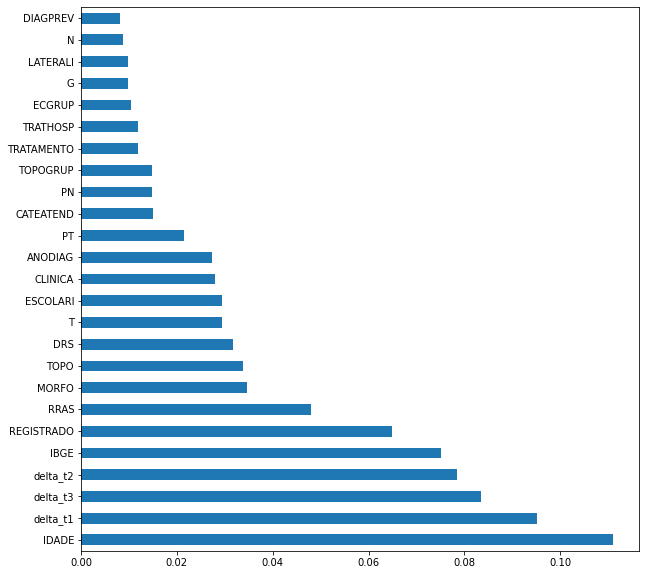 DIAGPREV
N
LATERALI
G
ECGRUP
TRATHOSP
TRATAMENTO
TOPOGRUP
PN
CATEATEND
PT
ANODIAG
CLINICA
ESCOLARI
T
DRS
TOPO
MORFO
RRAS
REGISTRADO
IBGE
delta_t2
delta_t3
delta_t1
IDADE
0.00 0.02 0.04 0.06 0.08 0.10